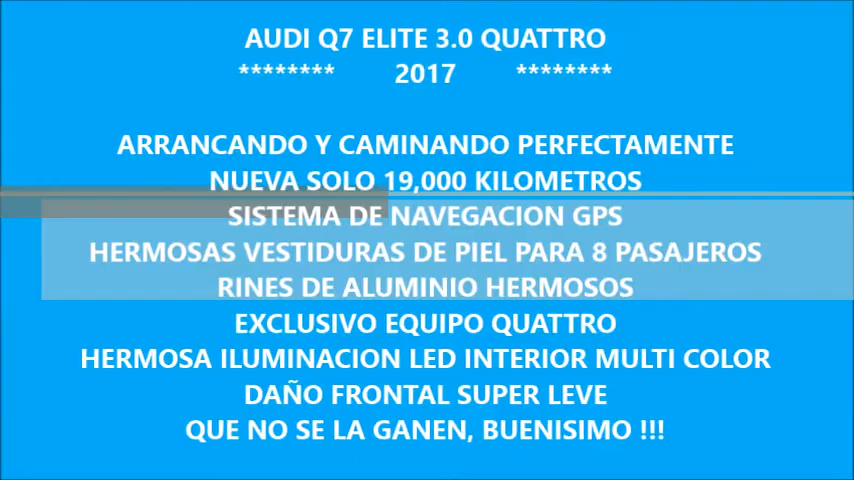 AUDI Q7 ELITE 3.0 QUATTRO
******** 2017 ********
ARRANCANDO Y CAMINANDO PERFECTAMENTE
NUEVA SOLO 19,000 KILOMETROS
SISTEMA DE NAVEGACION GPS
HERMOSAS VESTIDURAS DE PIEL PARA 8 PASAJEROS
RINES DE ALUMINIO HERMOSOS
EXCLUSIVO EQUIPO QUATTRO
HERMOSA ILUMINACION LED INTERIOR MULTI COLOR
DAÑO FRONTAL SUPER LEVE
QUE NO SE LA GANEN, BUENISIMO !!!